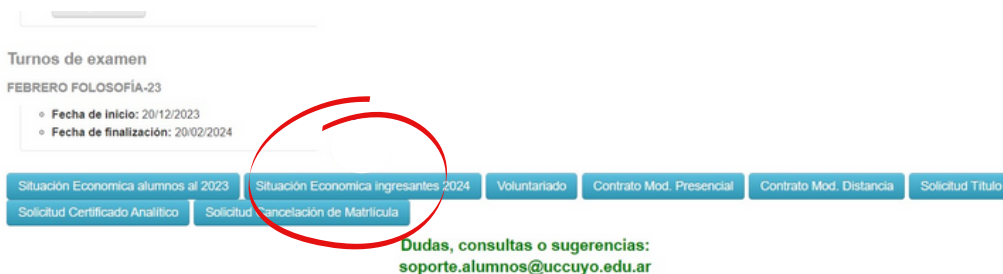 Turnos de examen
FEBRERO FOLOSOFÍA-23
Fecha de inicio: 20/12/2023
Fecha de finalización: 20/02/2024
Situación Economica alumnos al 2023 Situación Economica ingresantes 2024 Voluntariado Contrato Mod. Presencial Contrato Mod. Distancia Solicitud Título
Solicitud Certificado Analítico Solicitud Cancelación de Matrlícula
Dudas, consultas o sugerencias:
soporte.alumnos@uccuyo.edu.ar